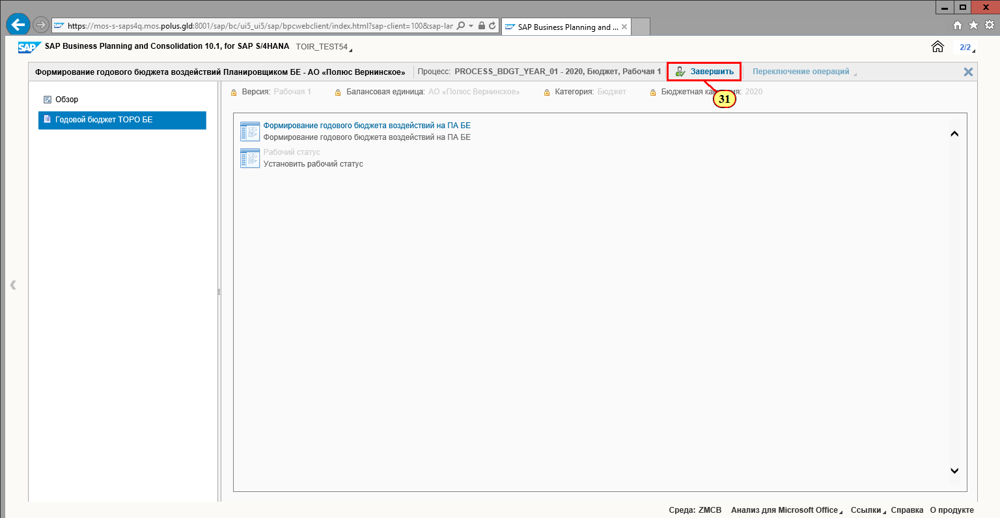 https://mos-s-saps4q.mos.polus.gld:8001/sap/bc/ui5_ui5/sap/bpcwebclient/index.html?sap-client=100&sap-lar
SAP Business Planning and ...
SAP Business Planning and Consolidation 10.1, for SAP S/4HANA TOIR_TEST54
2/2
Формирование годового бюджета воздействий Планировщиком БЕ - АО «Полюс Вернинское» Процесс: PROCESS_BDGT_YEAR_01 - 2020, Бюджет, Рабочая 1 Завершить Переключение операций
Версия: Рабочая 1 Балансовая единица: АО «Полюс Вернинское» Категория: Бюджет Бюджетная 2020
31
Обзор
Годовой бюджет ТОРО БЕ
Формирование годового бюджета воздействий на ПА БЕ
Формирование годового бюджета воздействий на ПА БЕ
Рабочий статус
Установить рабочий статус
Среда: ZMCB Анализ для Microsoft Office Ссылки Справка О продукте